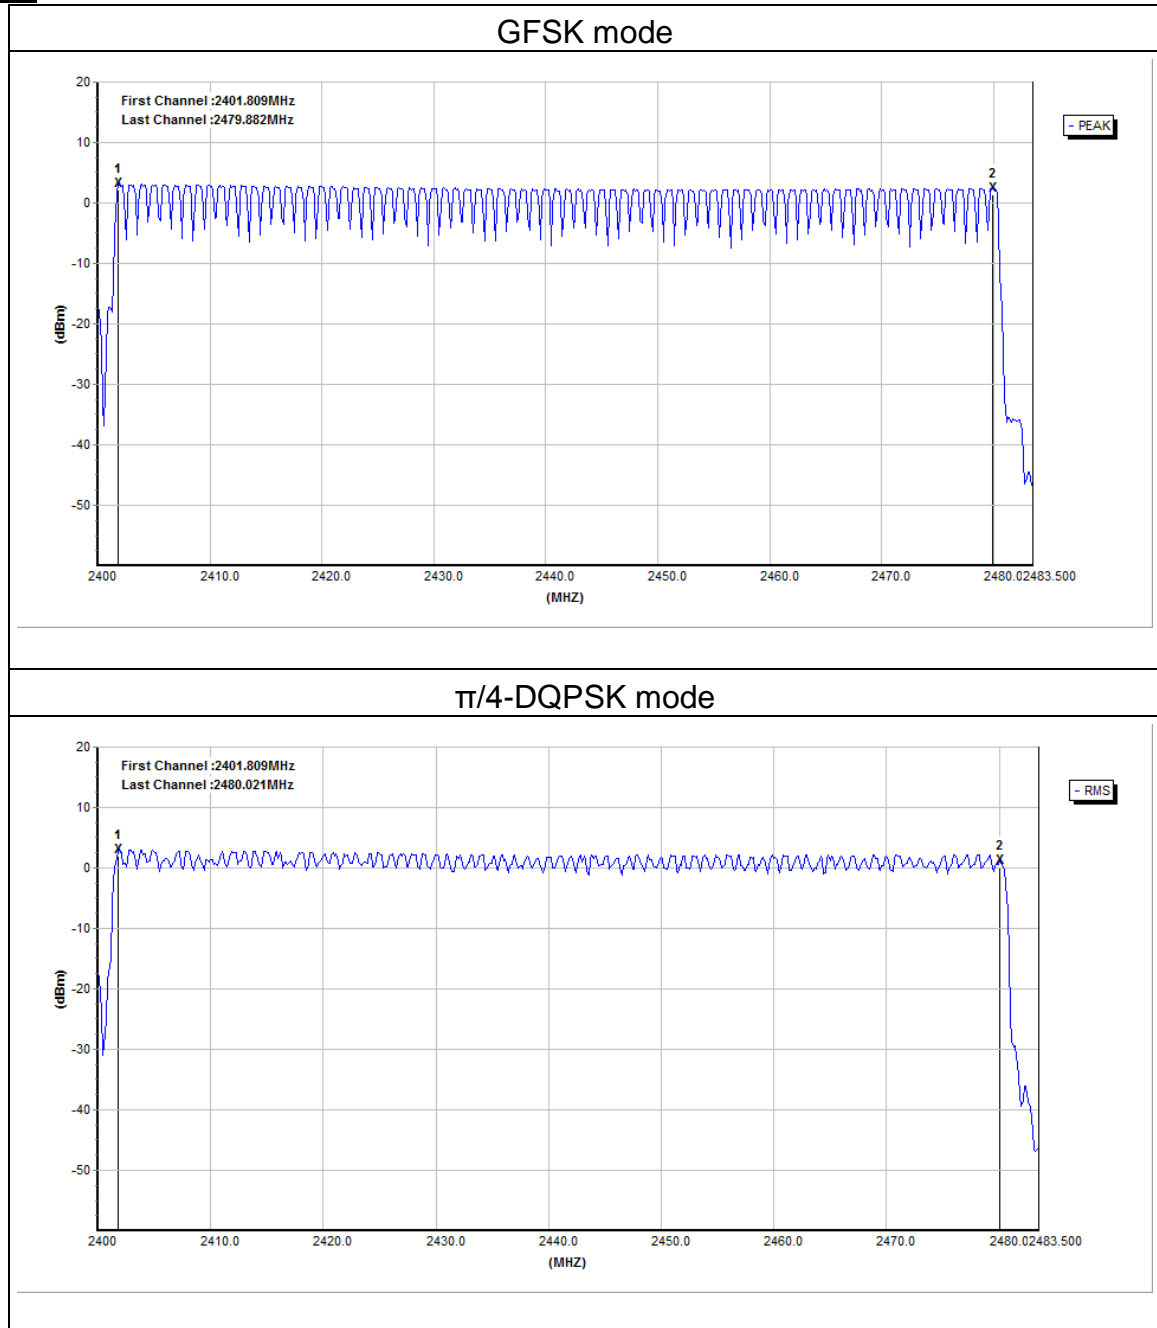 GFSK mode
First Channel :2401.809MHz
Last Channel :2479.882MHz
PEAK
1
2
20
10
0
-10
-20
-30
-40
-50
(dBm)
2400 2410.0 2420.0 2430.0 2440.0 2450.0 2460.0 2470.0 2480.02483.500
(MHZ)
π/4-DQPSK mode
First Channel :2401.809MHz
Last Channel :2480.021MHz
RMS
1
2
20
10
0
-10
-20
-30
-40
-50
(dBm)
2400 2410.0 2420.0 2430.0 2440.0 2450.0 2460.0 2470.0 2480.02483.500
(MHZ)